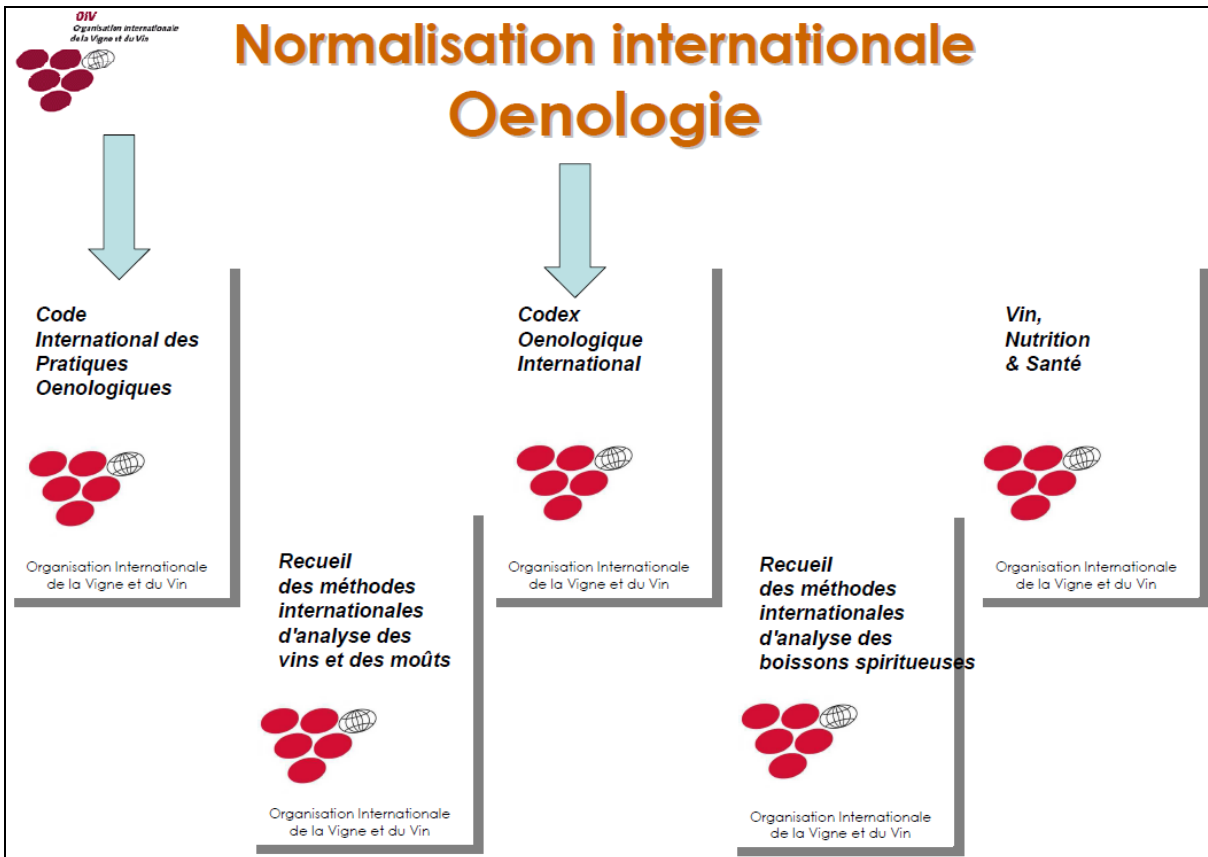 OIV
Organisation internationale
de la Vigne et du Vin
Normalisation internationale
Oenologie
Code
International des
Pratiques
Oenologiques
Organisation Internationale
de la Vigne et du Vin
Recueil
des méthodes
internationales
d'analyse des
vins et des moûts
Organisation Internationale
de la Vigne et du Vin
Codex
Oenologique
International
Organisation Internationale
de la Vigne et du Vin
Recueil
des méthodes
internationales
d'analyse des
boissons spiritueuses
Organisation Internationale
de la Vigne et du Vin
Vin,
Nutrition
& Santé
Organisation Internationale
de la Vigne et du Vin